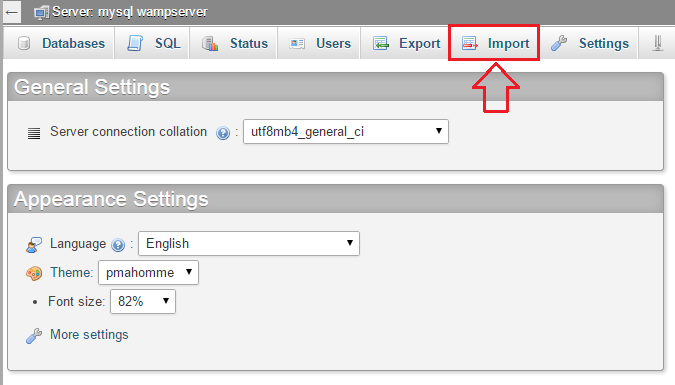 Server: mysql wampserver
Databases SQL Status Users Export Import Settings
General Settings
Server connection collation : utf8mb4_general_ci
Appearance Settings
Language : English
Theme: pmahomme
• Font size: 82%
More settings